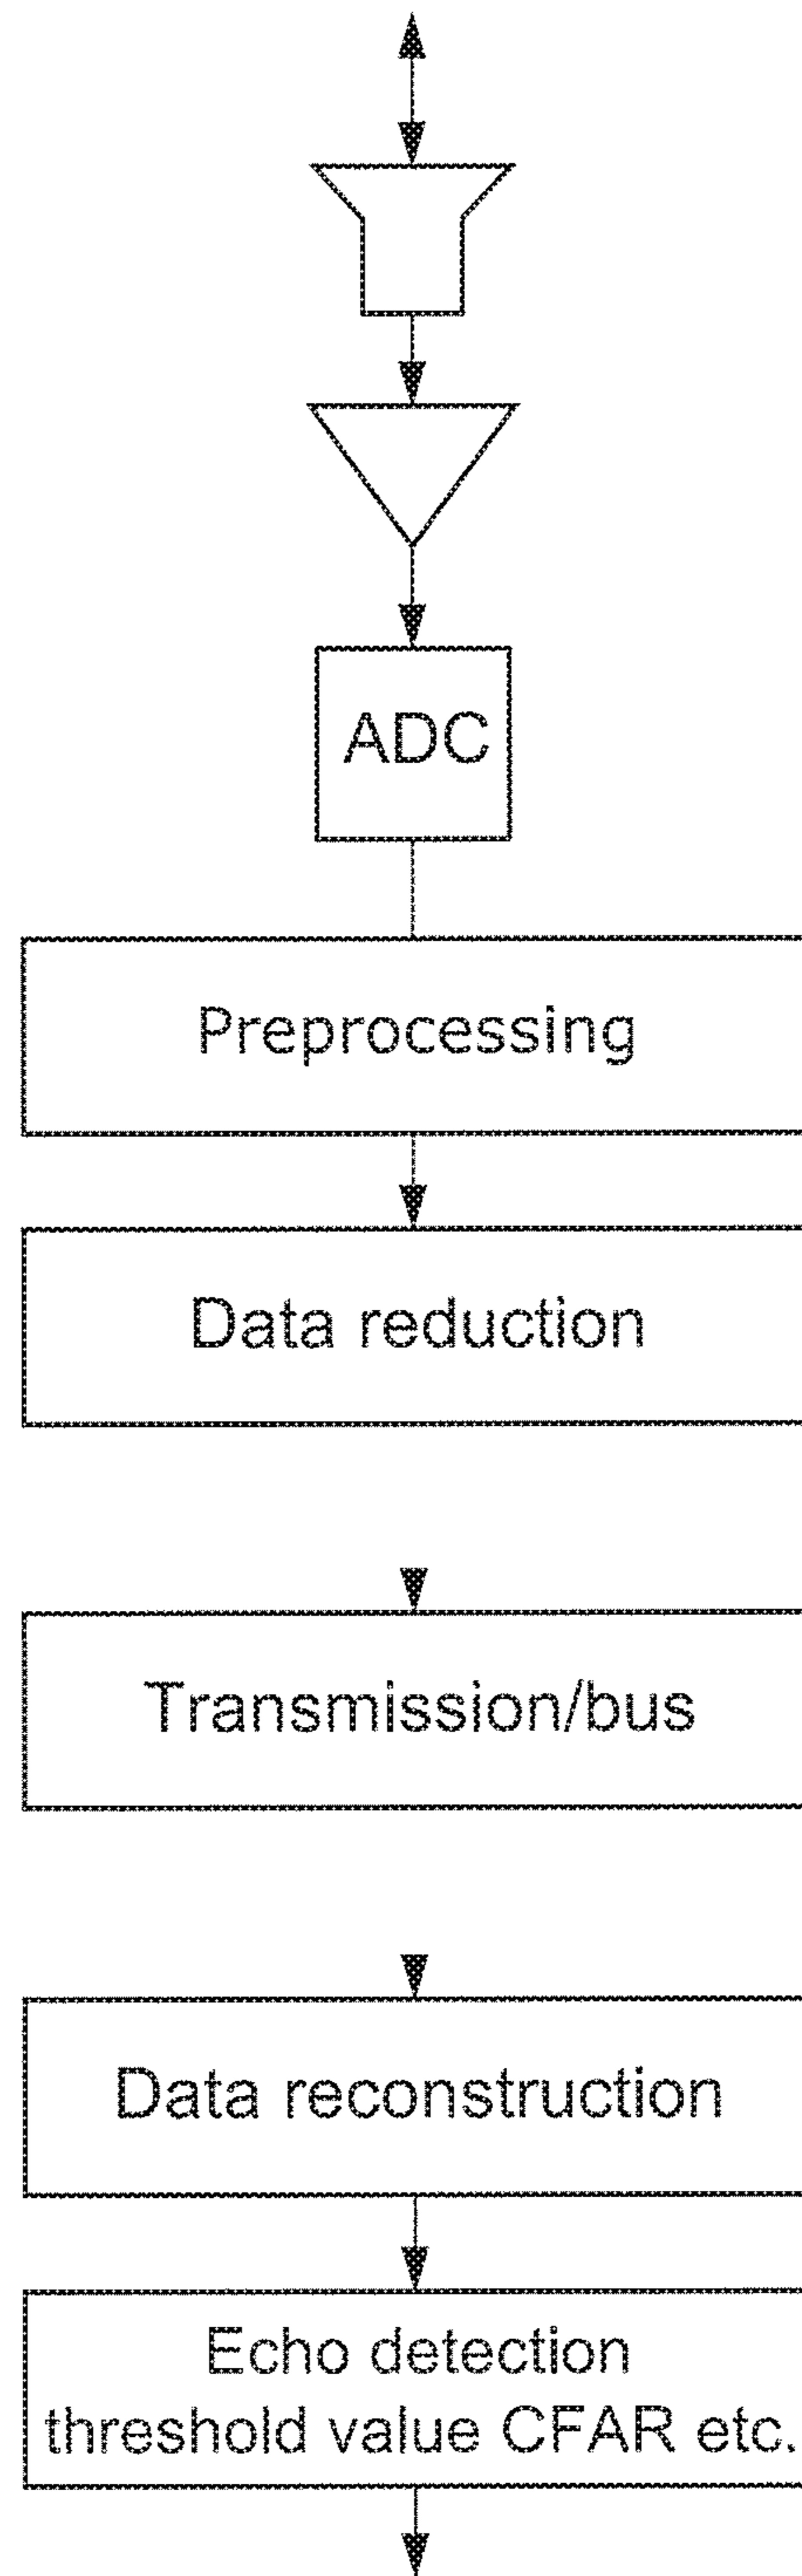 ADC
Preprocessing
Data reduction
Transmission/bus
Data reconstruction
Echo detection
threshold value CFAR etc.